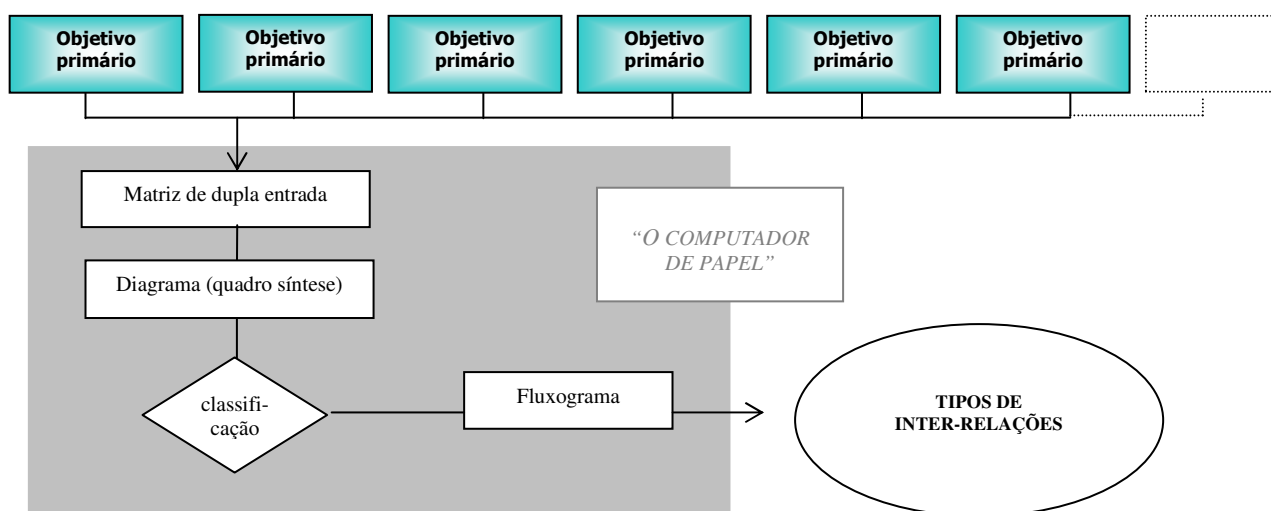 Objetivo
primário
Objetivo
primário
Objetivo
primário
Objetivo
primário
Objetivo
primário
Objetivo
primário
Matriz de dupla entrada
“O COMPUTADOR
DE PAPEL”
Diagrama (quadro síntese)
classifi-
cação
Fluxograma
TIPOS DE
INTER-RELAÇÕES